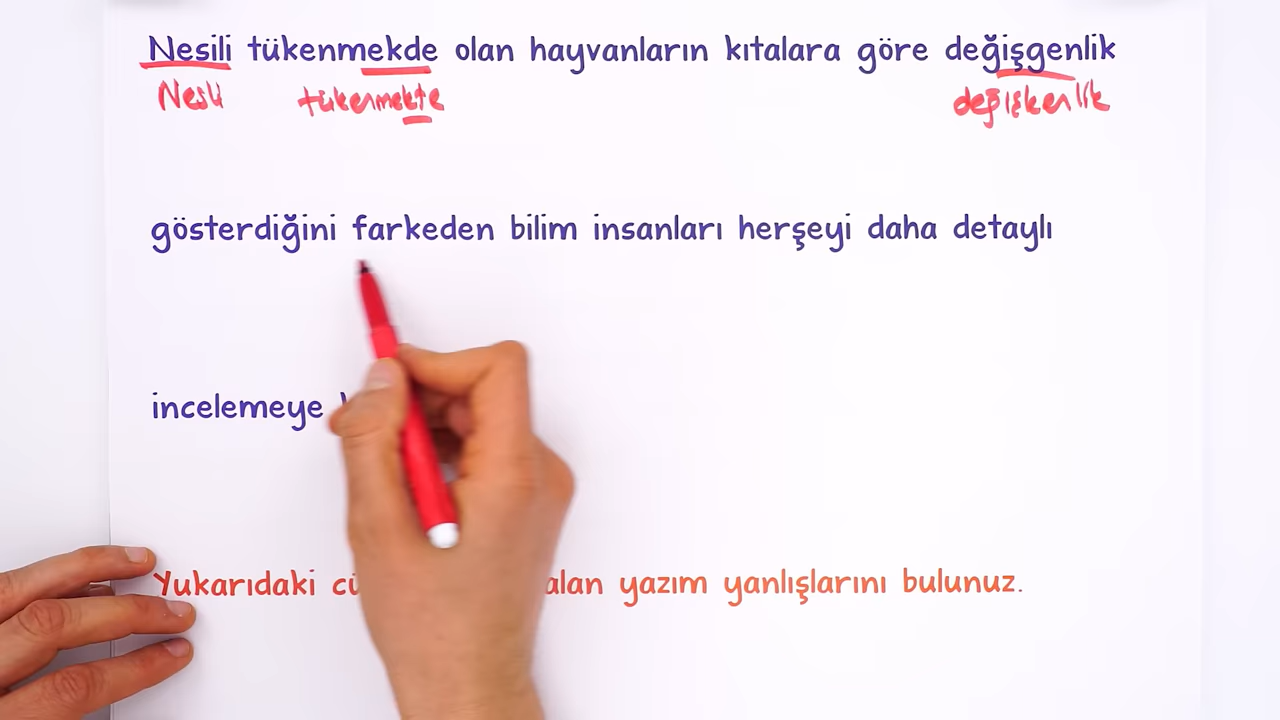 Nesili tükenmekde olan hayvanların kıtalara göre değişgenlik
Nesli tükenmekte değişkenlik
gösterdiğini farkeden bilim insanları herşeyi daha detaylı
incelemeye
Yukarıdaki alan yazım yanlışlarını bulunuz.